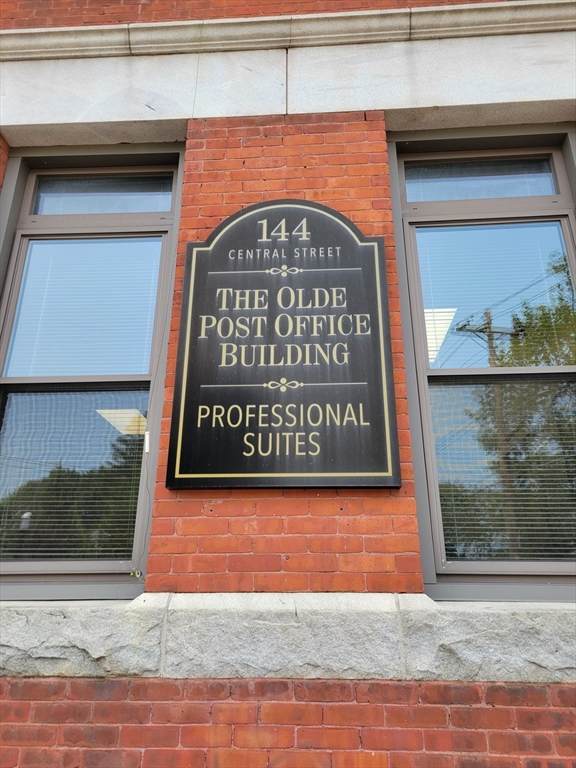 144
CENTRAL STREET
THE OLDE
POST OFFICE
BUILDING
PROFESSIONAL
SUITES